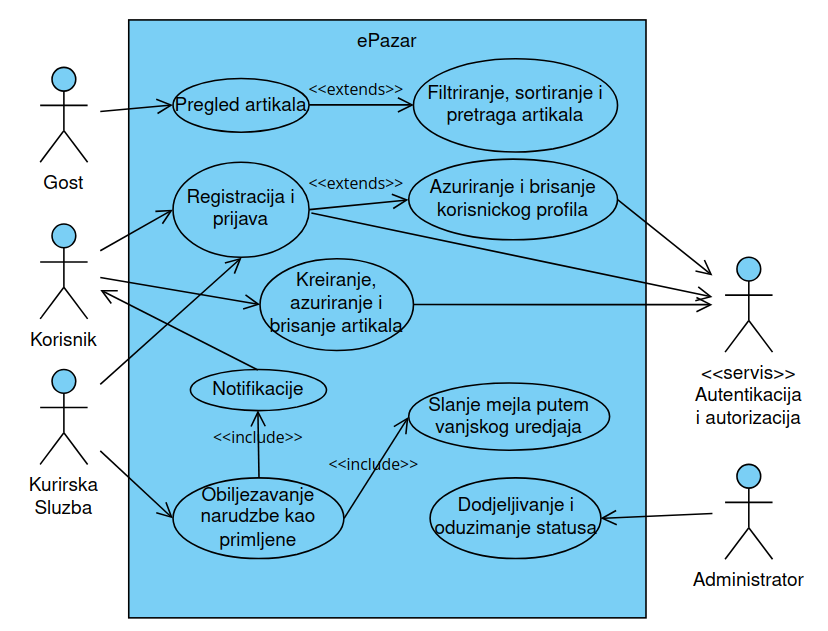 ePazar
Gost
Pregled artikala
<<extends>>
Filtriranje, sortiranje i
pretraga artikala
Korisnik
Registracija i
prijava
<<extends>>
Azuriranje i brisanje
korisnickog profila
Kreiranje,
azuriranje i
brisanje artikala
<<servis>>
Autentikacija
i autorizacija
Notifikacije
<<include>>
Slanje mejla putem
vanjskog uredjaja
<<include>>
Kurirska
Sluzba
Obiljezavanje
narudzbe kao
primljene
Dodjeljivanje i
oduzimanje statusa
Administrator